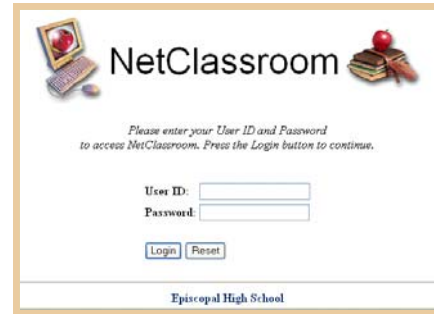 NetClassroom
Please enter your User ID and Password
to access NetClassroom. Press the Login button to continue.
User ID:
Password:
Login Reset
Episcopal High School